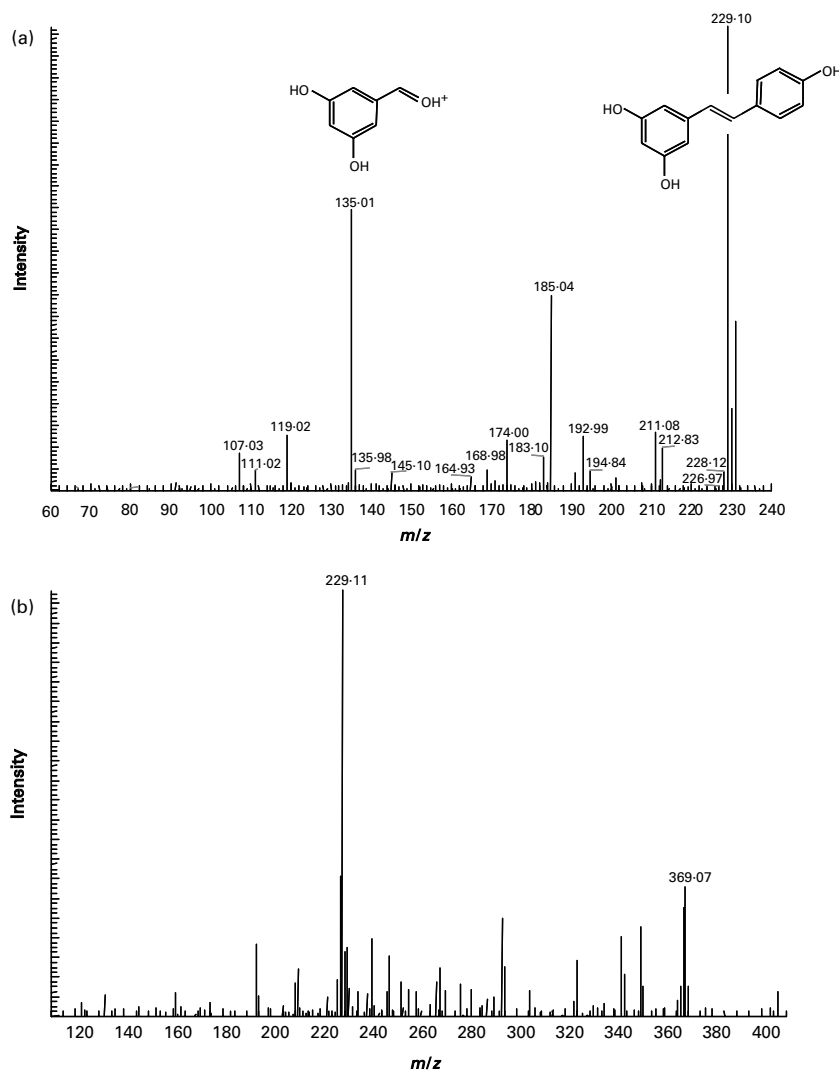 (a)
229·10
HO
OH⁺
OH
OH
HO
OH
135·01
185·04
Intensity
107·03
111·02
119·02
135·98
145·10
164·93
168·98
174·00
183·10
192·99
194·84
211·08
212·83
228·12
226·97
60 70 80 90 100 110 120 130 140 150 160 170 180 190 200 210 220 230 240
m/z
(b)
229·11
Intensity
369·07
120 140 160 180 200 220 240 260 280 300 320 340 360 380 400
m/z